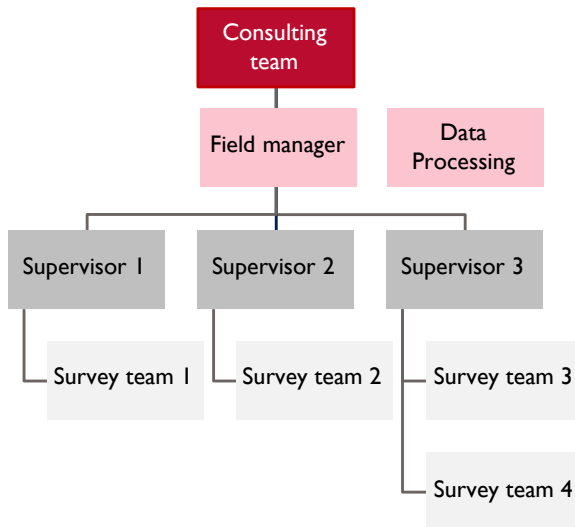 Consulting
team
Field manager
Data
Processing
Supervisor 1
Supervisor 2
Supervisor 3
Survey team 1
Survey team 2
Survey team 3
Survey team 4